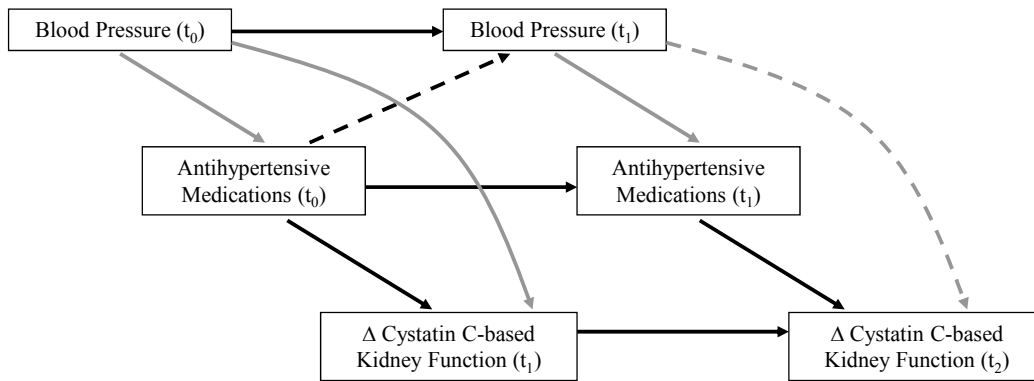 Blood Pressure (t₀)
Blood Pressure (t₁)
Antihypertensive
Medications (t₀)
Antihypertensive
Medications (t₁)
Δ Cystatin C-based
Kidney Function (t₁)
Δ Cystatin C-based
Kidney Function (t₂)